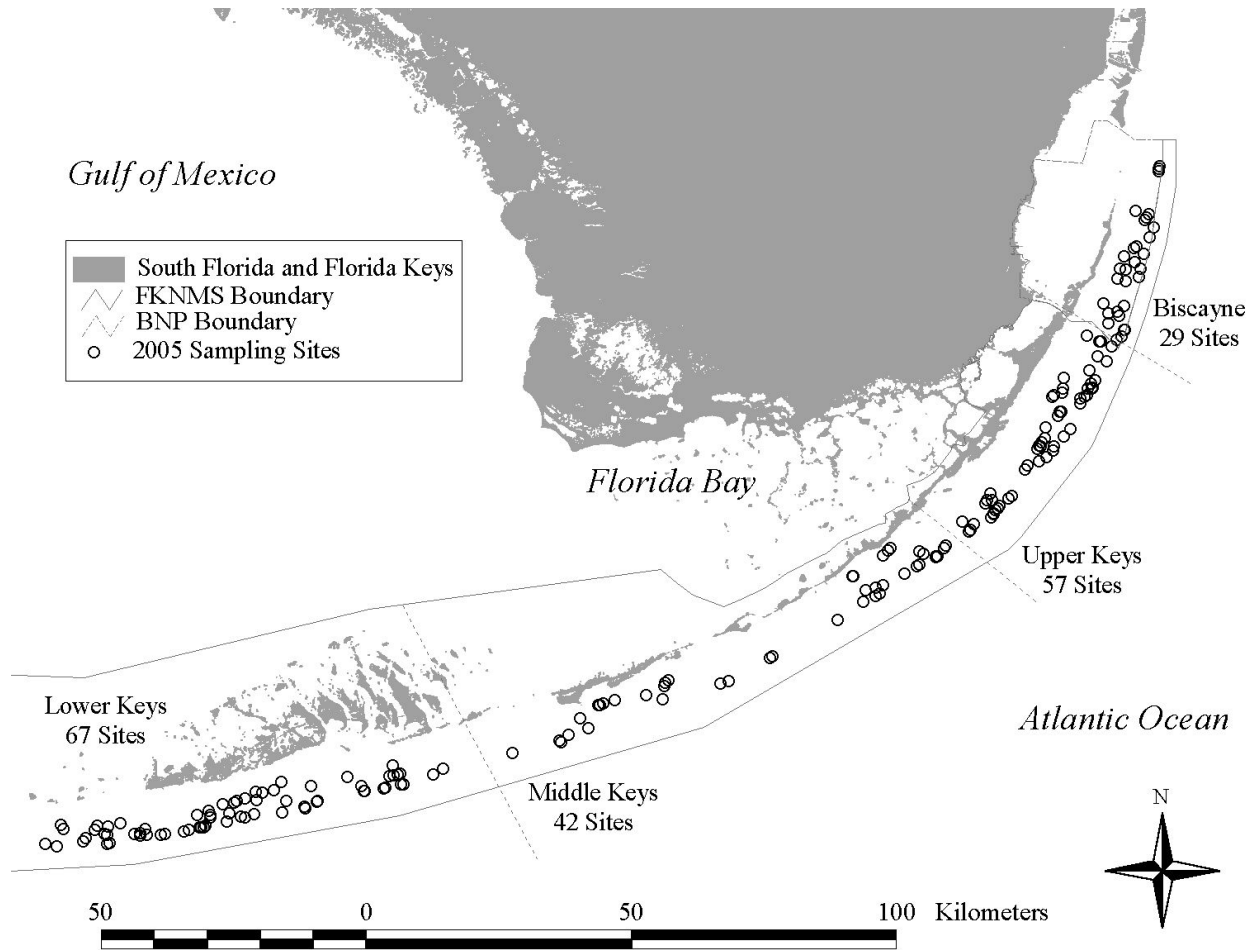 Gulf of Mexico
South Florida and Florida Keys
FKNMS Boundary
BNP Boundary
2005 Sampling Sites
Biscayne
29 Sites
Florida Bay
Upper Keys
57 Sites
Lower Keys
67 Sites
Atlantic Ocean
Middle Keys
42 Sites
N
50 0 50 100 Kilometers